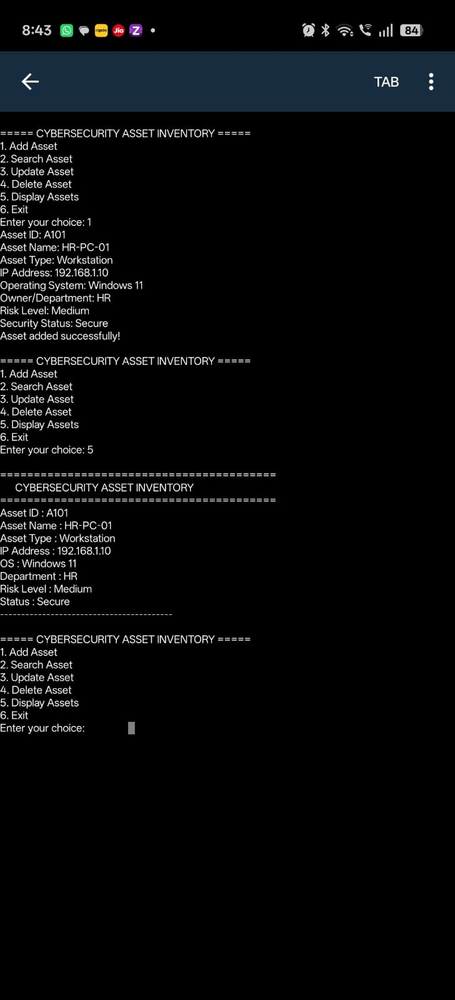 8:43 rapido Jio Z 84
TAB
===== CYBERSECURITY ASSET INVENTORY =====
1. Add Asset
2. Search Asset
3. Update Asset
4. Delete Asset
5. Display Assets
6. Exit
Enter your choice: 1
Asset ID: A101
Asset Name: HR-PC-01
Asset Type: Workstation
IP Address: 192.168.1.10
Operating System: Windows 11
Owner/Department: HR
Risk Level: Medium
Security Status: Secure
Asset added successfully!
===== CYBERSECURITY ASSET INVENTORY =====
1. Add Asset
2. Search Asset
3. Update Asset
4. Delete Asset
5. Display Assets
6. Exit
Enter your choice: 5
=========================================
CYBERSECURITY ASSET INVENTORY
=========================================
Asset ID : A101
Asset Name : HR-PC-01
Asset Type : Workstation
IP Address : 192.168.1.10
OS : Windows 11
Department : HR
Risk Level : Medium
Status : Secure
-----------------------------------------
===== CYBERSECURITY ASSET INVENTORY =====
1. Add Asset
2. Search Asset
3. Update Asset
4. Delete Asset
5. Display Assets
6. Exit
Enter your choice: